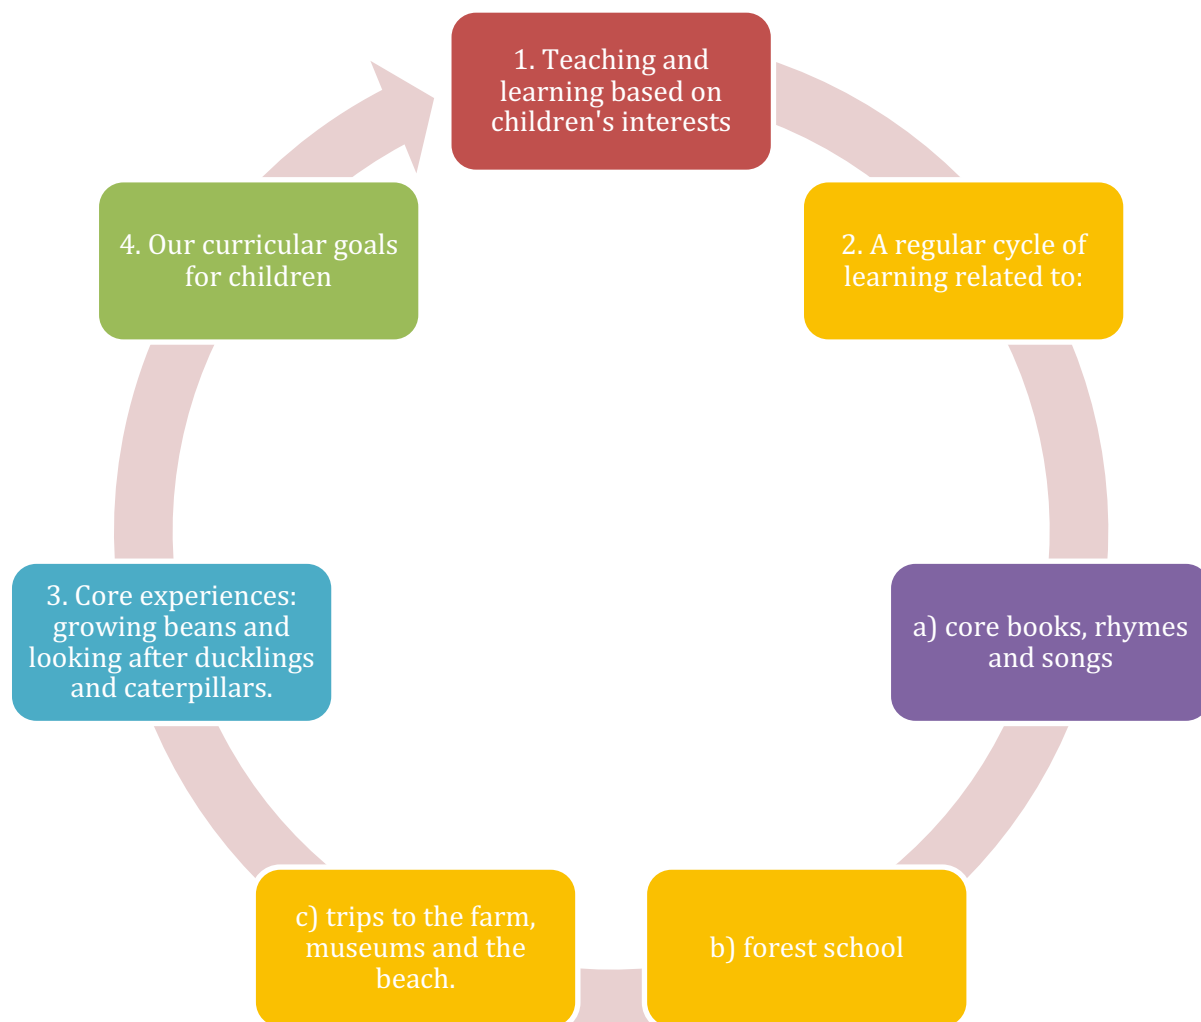 1. Teaching and
learning based on
children's interests
2. A regular cycle of
learning related to:
a) core books, rhymes
and songs
b) forest school
c) trips to the farm,
museums and the
beach.
3. Core experiences:
growing beans and
looking after ducklings
and caterpillars.
4. Our curricular goals
for children